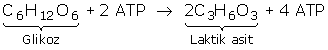 C₆H₁₂O₆ + 2 ATP → 2C₃H₆O₃ + 4 ATP
Glikoz Laktik asit